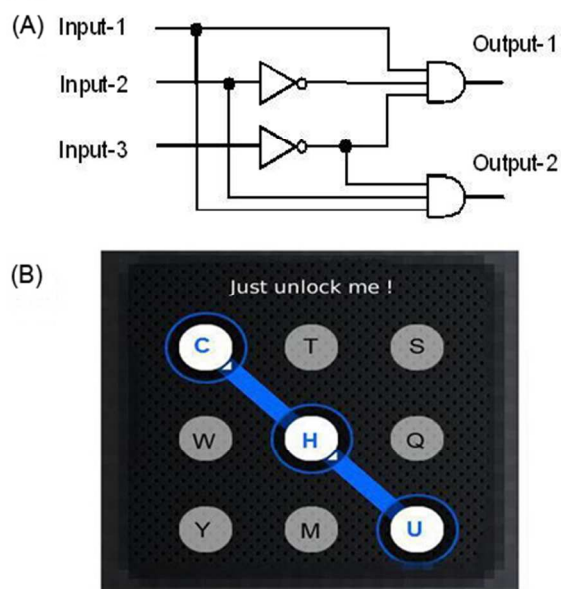 (A)
Input-1
Output-1
Input-2
Input-3
Output-2
(B)
Just unlock me !
C T S
W H Q
Y M U